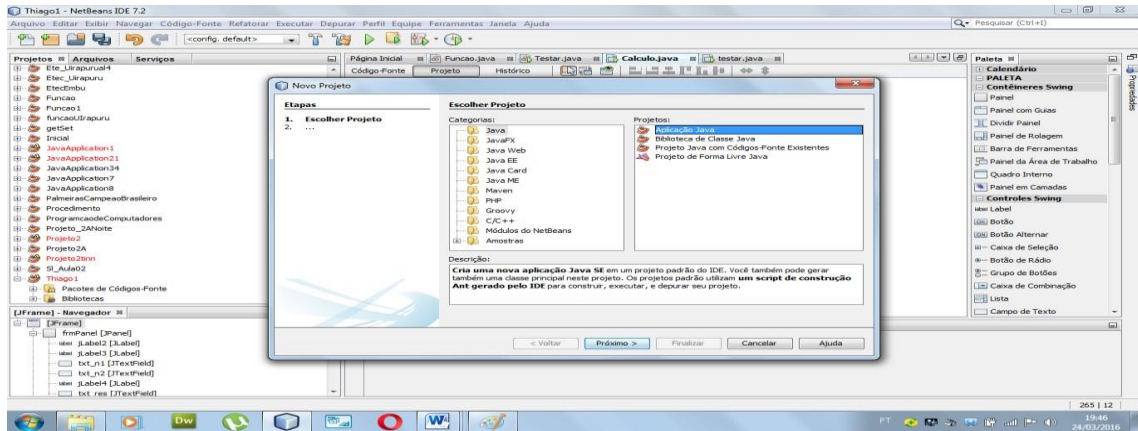 Thiago1 - NetBeans IDE 7.2
Arquivo Editar Exibir Navegar Código-Fonte Refatorar Executar Depurar Perfil Equipe Ferramentas Janela Ajuda
Pesquisar (Ctrl+I)
<config. default>
Projetos Arquivos Serviços
Ete_Uirapurual4
Etec_Uirapuru
EtecEmbu
Funcao
Funcao1
funcaoUIrapuru
getSet
Inicial
JavaApplication1
JavaApplication21
JavaApplication34
JavaApplication7
JavaApplication8
PalmeirasCampeaoBrasileiro
Procedimento
ProgramcaodeComputadores
Projeto_2ANoite
Projeto2
Projeto2A
Projeto2tinn
Sl_Aula02
Thiago1
Pacotes de Códigos-Fonte
Bibliotecas
[JFrame] - Navegador
[JFrame]
frmPanel [JPanel]
label jLabel2 [JLabel]
label jLabel3 [JLabel]
txt_n1 [JTextField]
txt_n2 [JTextField]
label jLabel4 [JLabel]
txt_res [JTextField]
Página Inicial Funcao.java Testar.java Calculo.java testar.java
Código-Fonte Projeto Histórico
Novo Projeto
Etapas
1. Escolher Projeto
2. ...
Escolher Projeto
Categorias:
Java
JavaFX
Java Web
Java EE
Java Card
Java ME
Maven
PHP
Groovy
C/C++
Módulos do NetBeans
Amostras
Projetos:
Aplicação Java
Biblioteca de Classe Java
Projeto Java com Códigos-Fonte Existentes
Projeto de Forma Livre Java
Descrição:
Cria uma nova aplicação Java SE em um projeto padrão do IDE. Você também pode gerar
também uma classe principal neste projeto. Os projetos padrão utilizam um script de construção
Ant gerado pelo IDE para construir, executar, e depurar seu projeto.
< Voltar Próximo > Finalizar Cancelar Ajuda
Paleta
Calendário
PALETA
Contêineres Swing
Painel
Painel com Guias
Dividir Painel
Painel de Rolagem
Barra de Ferramentas
Painel da Área de Trabalho
Quadro Interno
Painel em Camadas
Controles Swing
label Label
Botão
Botão Alternar
Caixa de Seleção
Botão de Rádio
Grupo de Botões
Caixa de Combinação
Lista
Campo de Texto
Propriedades
265 | 12
Dw
PT
19:46
24/03/2016